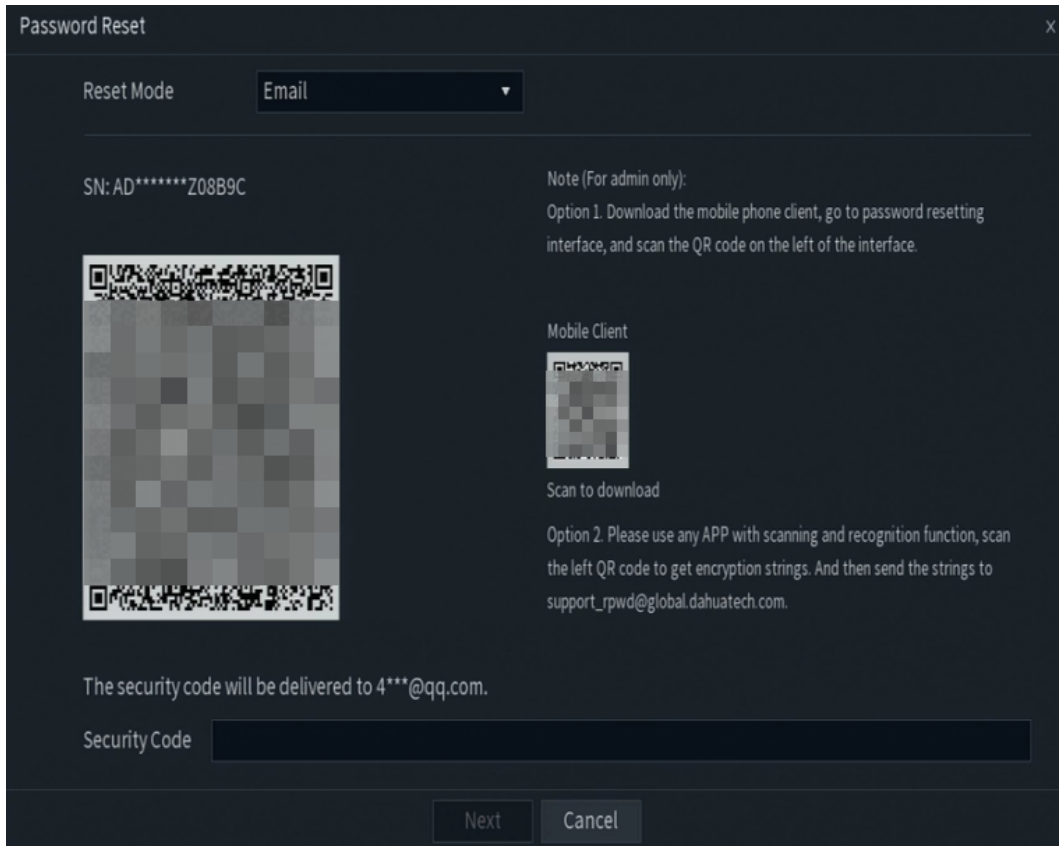 Password Reset
x
Reset Mode
Email
SN: AD*******Z08B9C
Note (For admin only):
Option 1. Download the mobile phone client, go to password resetting
interface, and scan the QR code on the left of the interface.
Mobile Client
Scan to download
Option 2. Please use any APP with scanning and recognition function, scan
the left QR code to get encryption strings. And then send the strings to
support_rpwd@global.dahuatech.com.
The security code will be delivered to 4***@qq.com.
Security Code
Next
Cancel